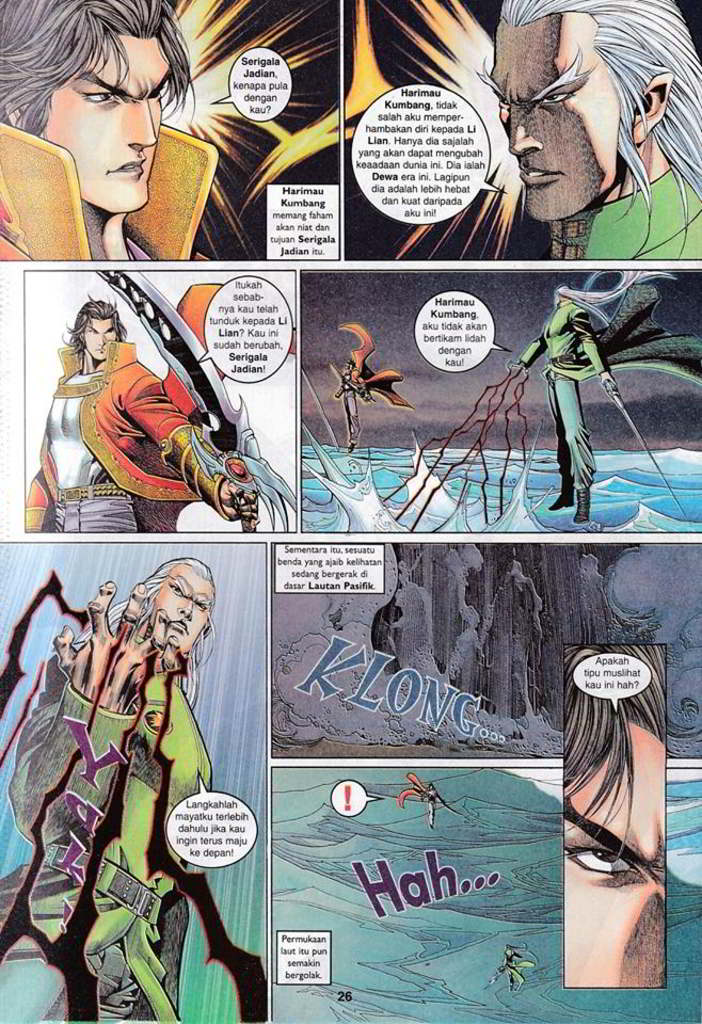 Serigala
Jadian,
kenapa pula
dengan
kau?
Harimau
Kumbang
memang faham
akan niat dan
tujuan Serigala
Jadian itu.
Harimau
Kumbang, tidak
salah aku memper-
hambakan diri kepada Li
Lian. Hanya dia sajalah
yang akan dapat mengubah
keaadaan dunia ini. Dia ialah
Dewa era ini. Lagipun
dia adalah lebih hebat
dan kuat daripada
aku ini!
Itukah
sebab-
nya kau telah
tunduk kepada Li
Lian? Kau ini
sudah berubah,
Serigala
Jadian!
Harimau
Kumbang,
aku tidak akan
bertikam lidah
dengan
kau!
Langkahlah
mayatku terlebih
dahulu jika kau
ingin terus maju
ke depan!
Sementara itu, sesuatu
benda yang ajaib kelihatan
sedang bergerak di
dasar Lautan Pasifik.
KLONG...
Apakah
tipu muslihat
kau ini hah?
!
Hah...
Permukaan
laut itu pun
semakin
bergolak.
26